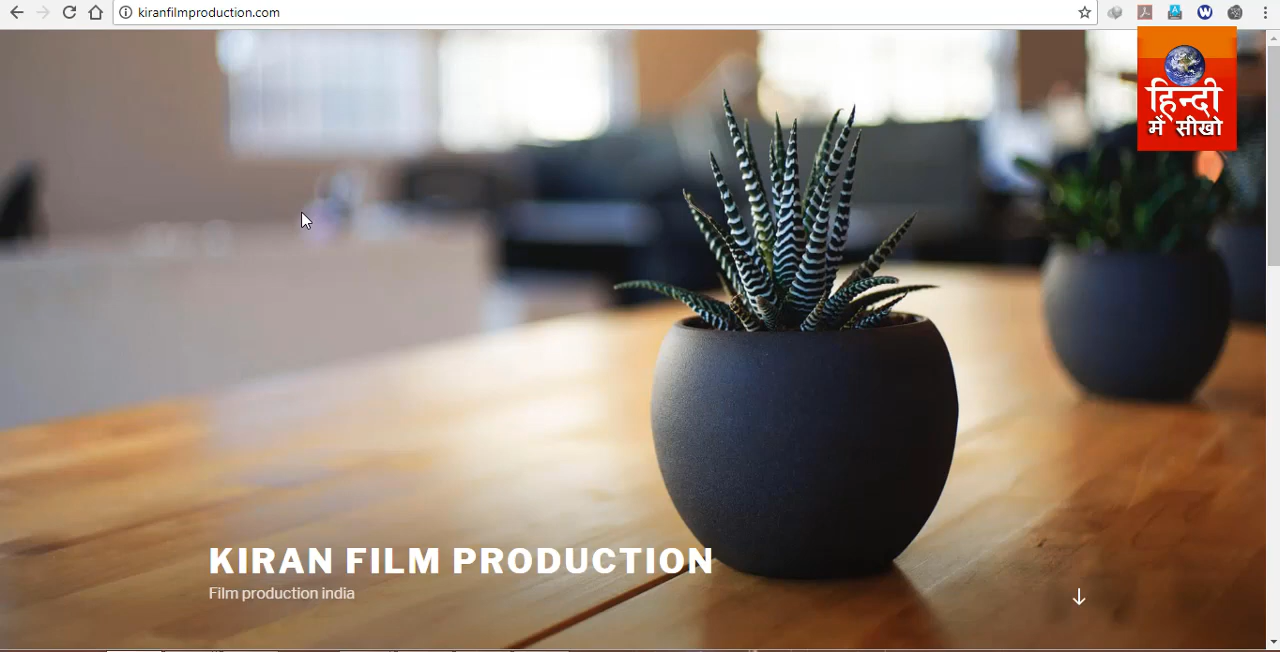 kiranfilmproduction.com
हिन्दी
में सीखो
KIRAN FILM PRODUCTION
Film production india